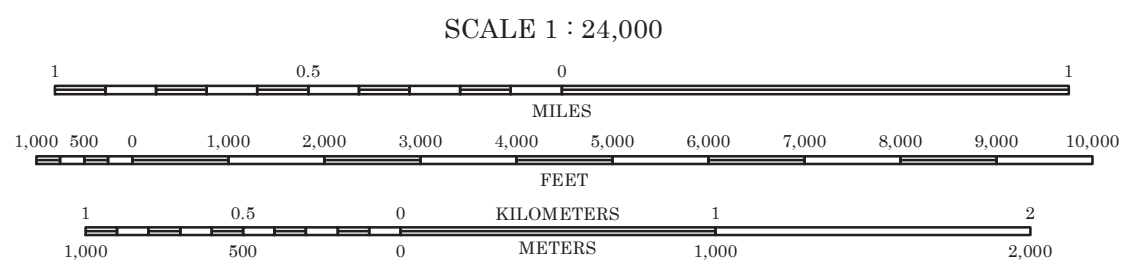 SCALE 1 : 24,000
1 0.5 0 1
MILES
1,000 500 0 1,000 2,000 3,000 4,000 5,000 6,000 7,000 8,000 9,000 10,000
FEET
1 0.5 0 KILOMETERS 1 2
1,000 500 0 METERS 1,000 2,000